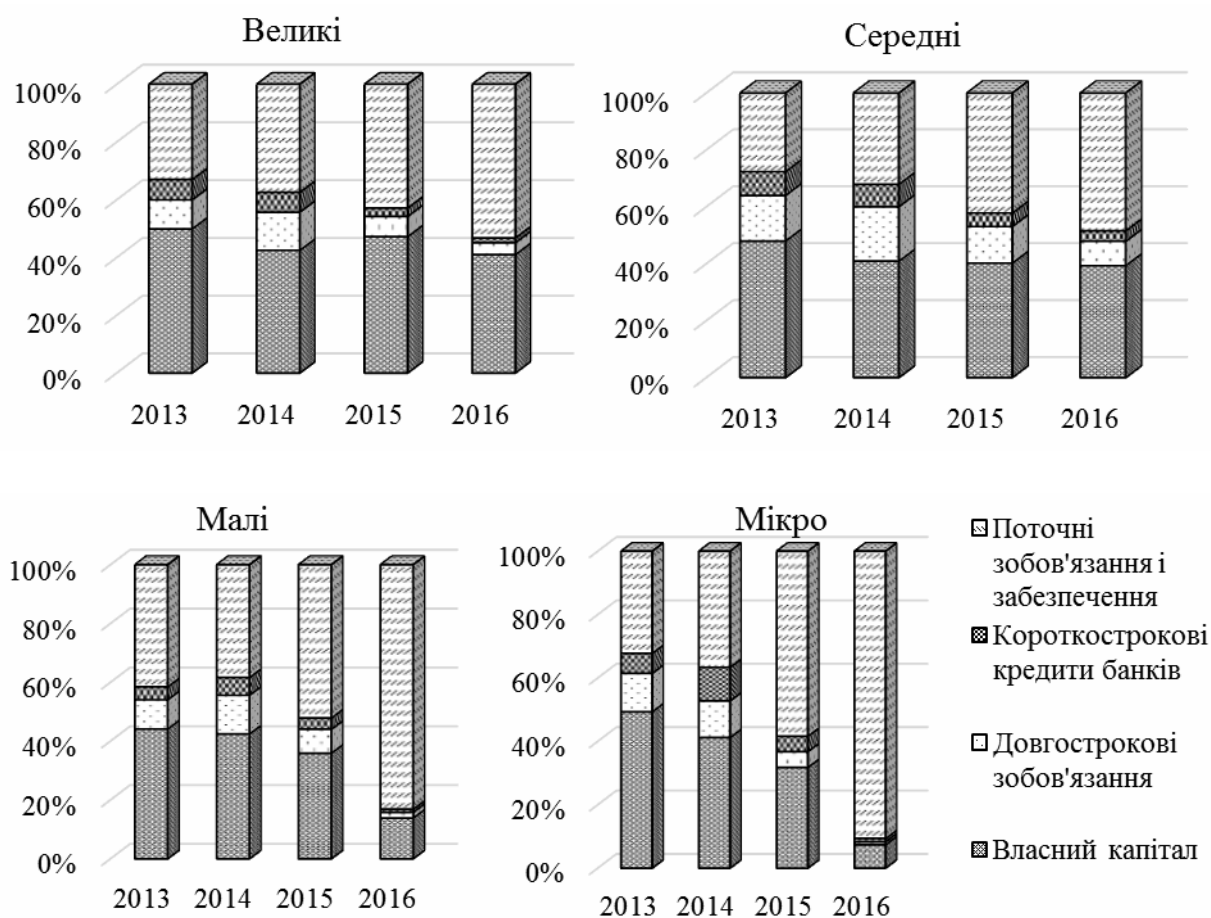 Великі
100%
80%
60%
40%
20%
0%
2013 2014 2015 2016
Середні
100%
80%
60%
40%
20%
0%
2013 2014 2015 2016
Малі
100%
80%
60%
40%
20%
0%
2013 2014 2015 2016
Мікро
100%
80%
60%
40%
20%
0%
2013 2014 2015 2016
Поточні
зобов'язання і
забезпечення
Короткострокові
кредити банків
Довгострокові
зобов'язання
Власний капітал